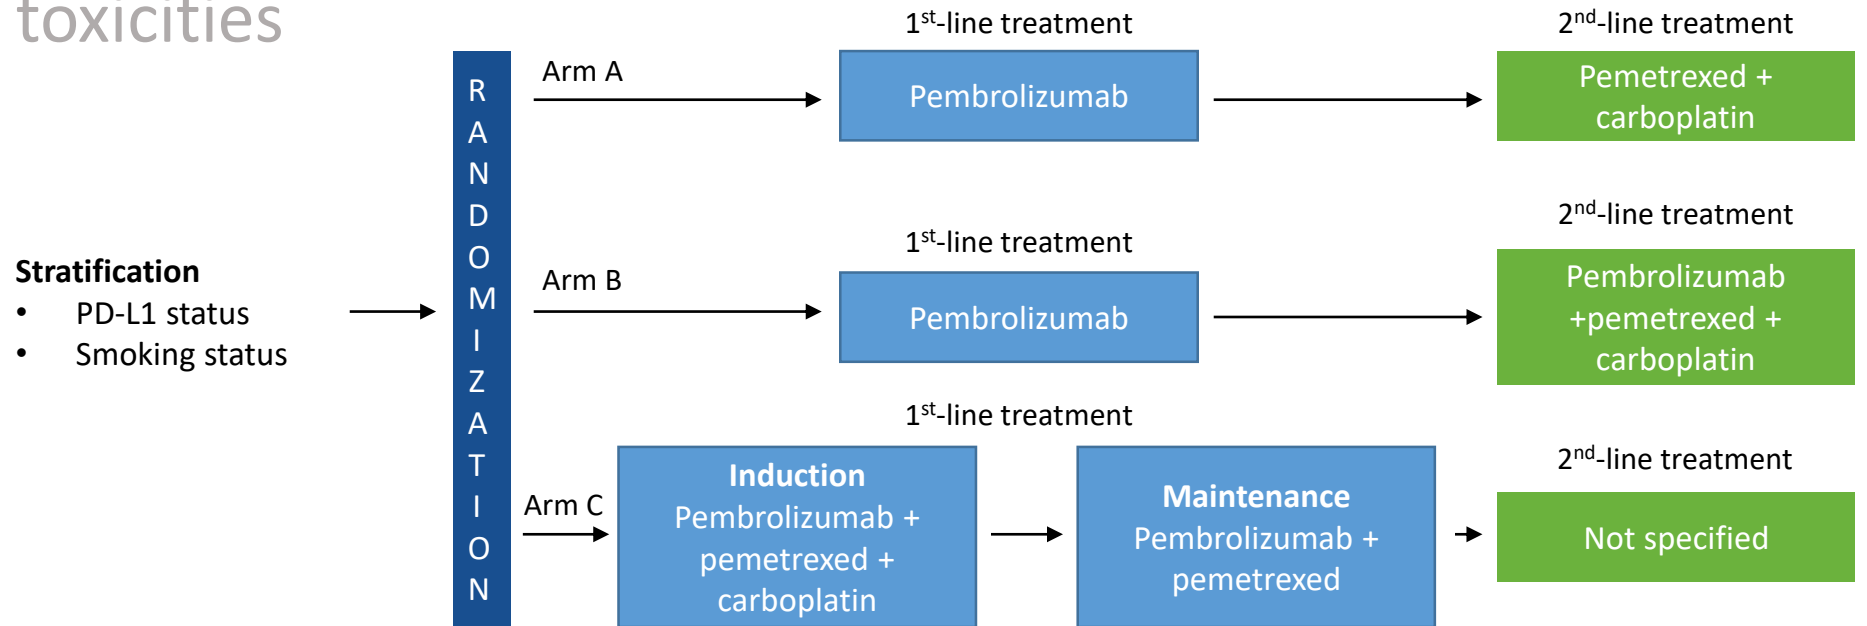 toxicities
Stratification
• PD-L1 status
• Smoking status
R
A
N
D
O
M
I
Z
A
T
I
O
N
Arm A
1st-line treatment
Pembrolizumab
2nd-line treatment
Pemetrexed +
carboplatin
Arm B
1st-line treatment
Pembrolizumab
2nd-line treatment
Pembrolizumab
+pemetrexed +
carboplatin
Arm C
1st-line treatment
Induction
Pembrolizumab +
pemetrexed +
carboplatin
Maintenance
Pembrolizumab +
pemetrexed
2nd-line treatment
Not specified